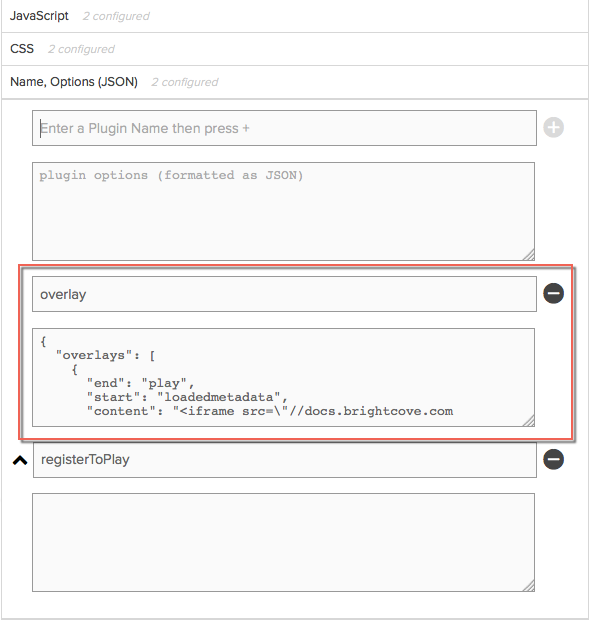 JavaScript 2 configured
CSS 2 configured
Name, Options (JSON) 2 configured
Enter a Plugin Name then press +
plugin options (formatted as JSON)
overlay
{
"overlays": [
{
"end": "play",
"start": "loadedmetadata",
"content": "<iframe src=\"//docs.brightcove.com
registerToPlay